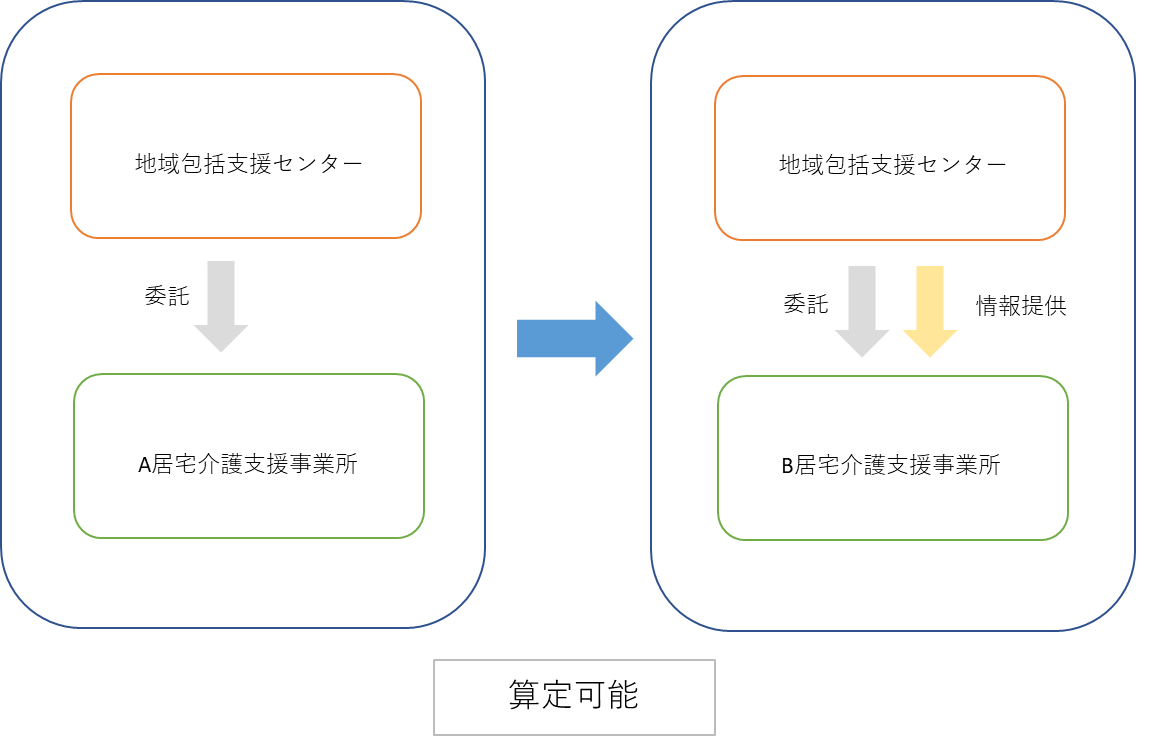 地域包括支援センター
委託
A居宅介護支援事業所
地域包括支援センター
委託
情報提供
B居宅介護支援事業所
算定可能